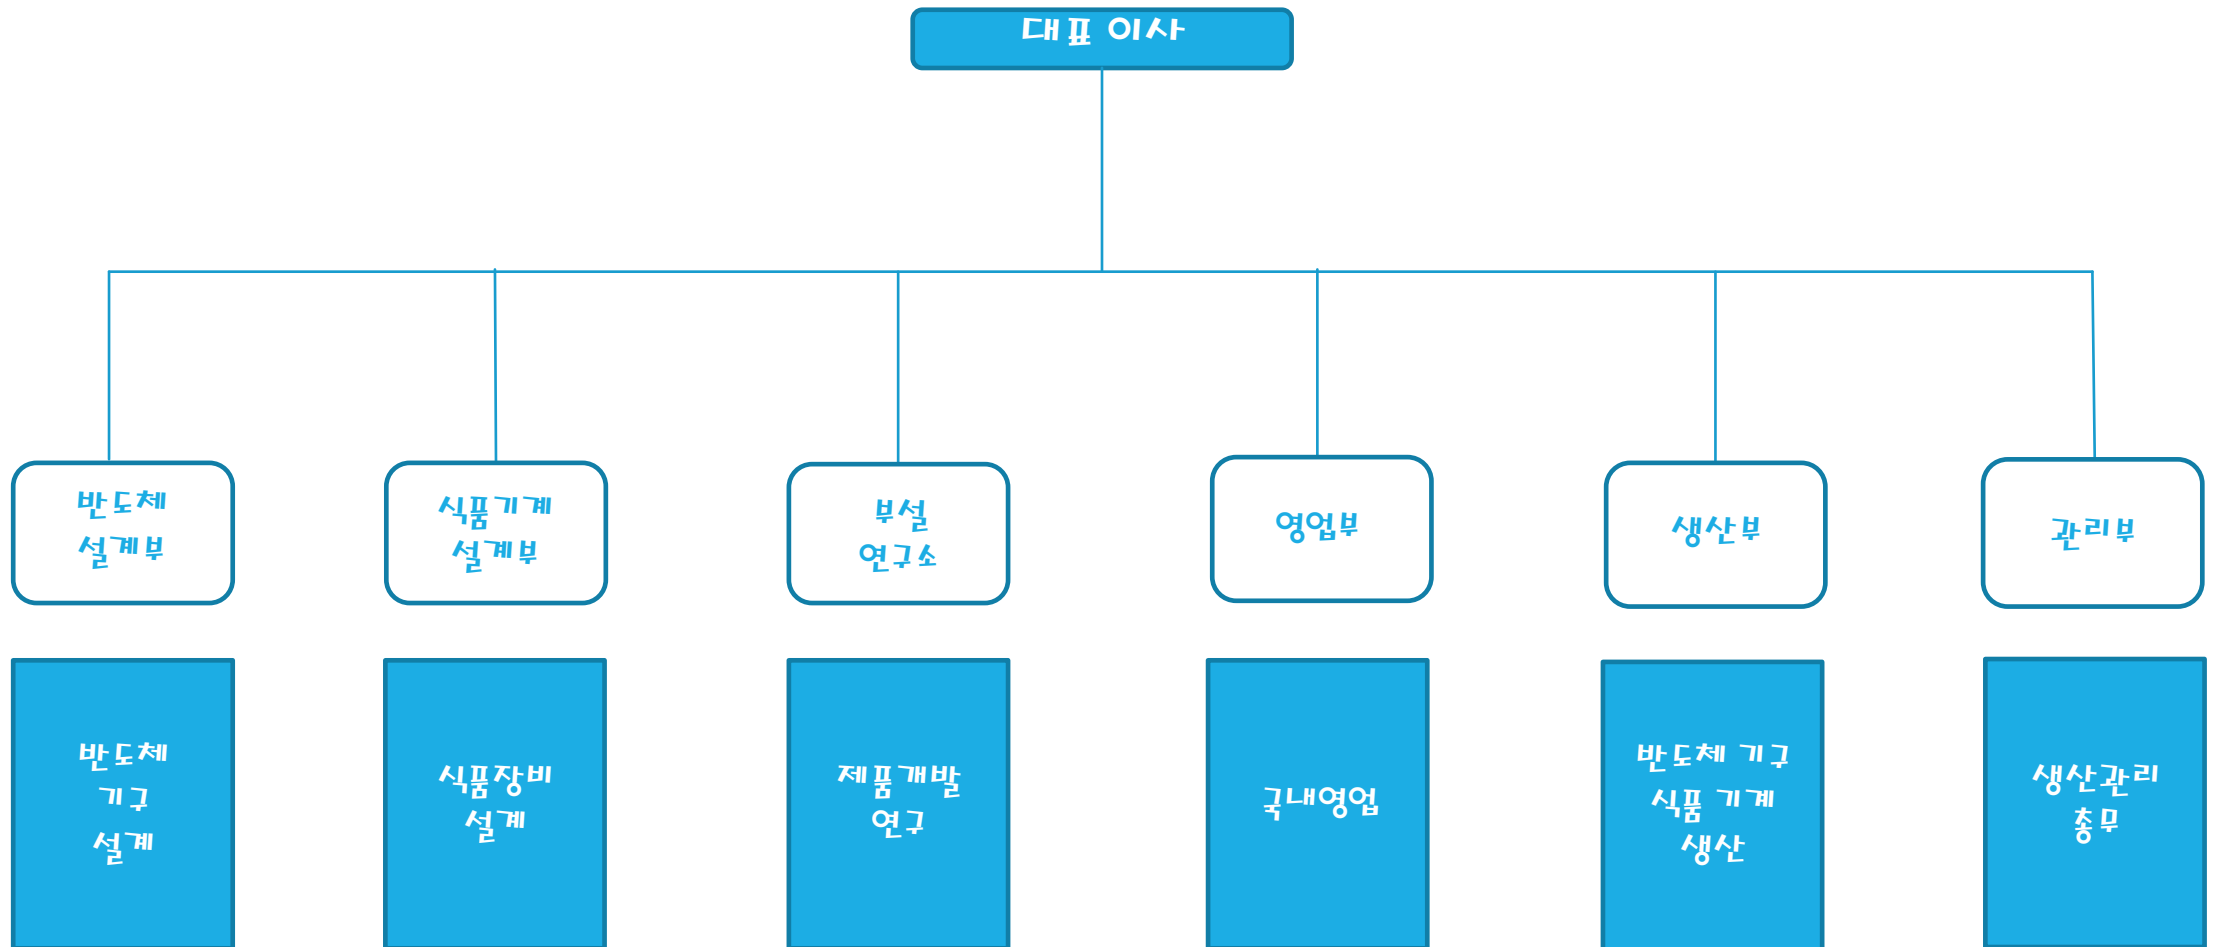 대표 이사
반도체
설계부
식품기계
설계부
부설
연구소
영업부
생산부
관리부
반도체
기구
설계
식품장비
설계
제품개발
연구
국내영업
반도체 기구
식품 기계
생산
생산관리
총무